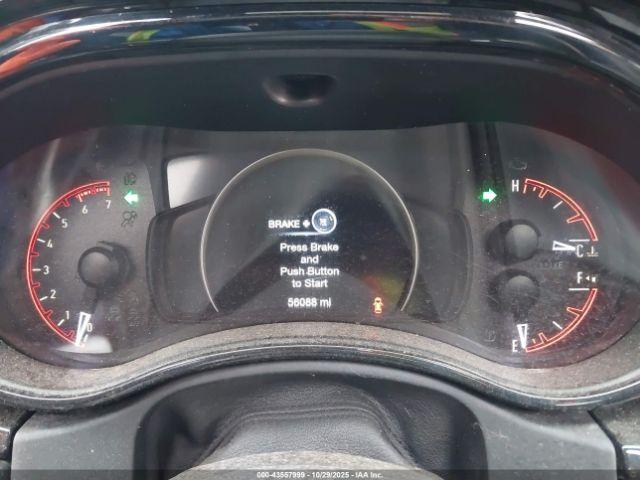 BRAKE +
Press Brake
and
Push Button
to Start
56088 mi
7
6
5
4
3
2
1
0
H
C
F
E
000-43557999 | 10/29/2025 | IAA Inc.